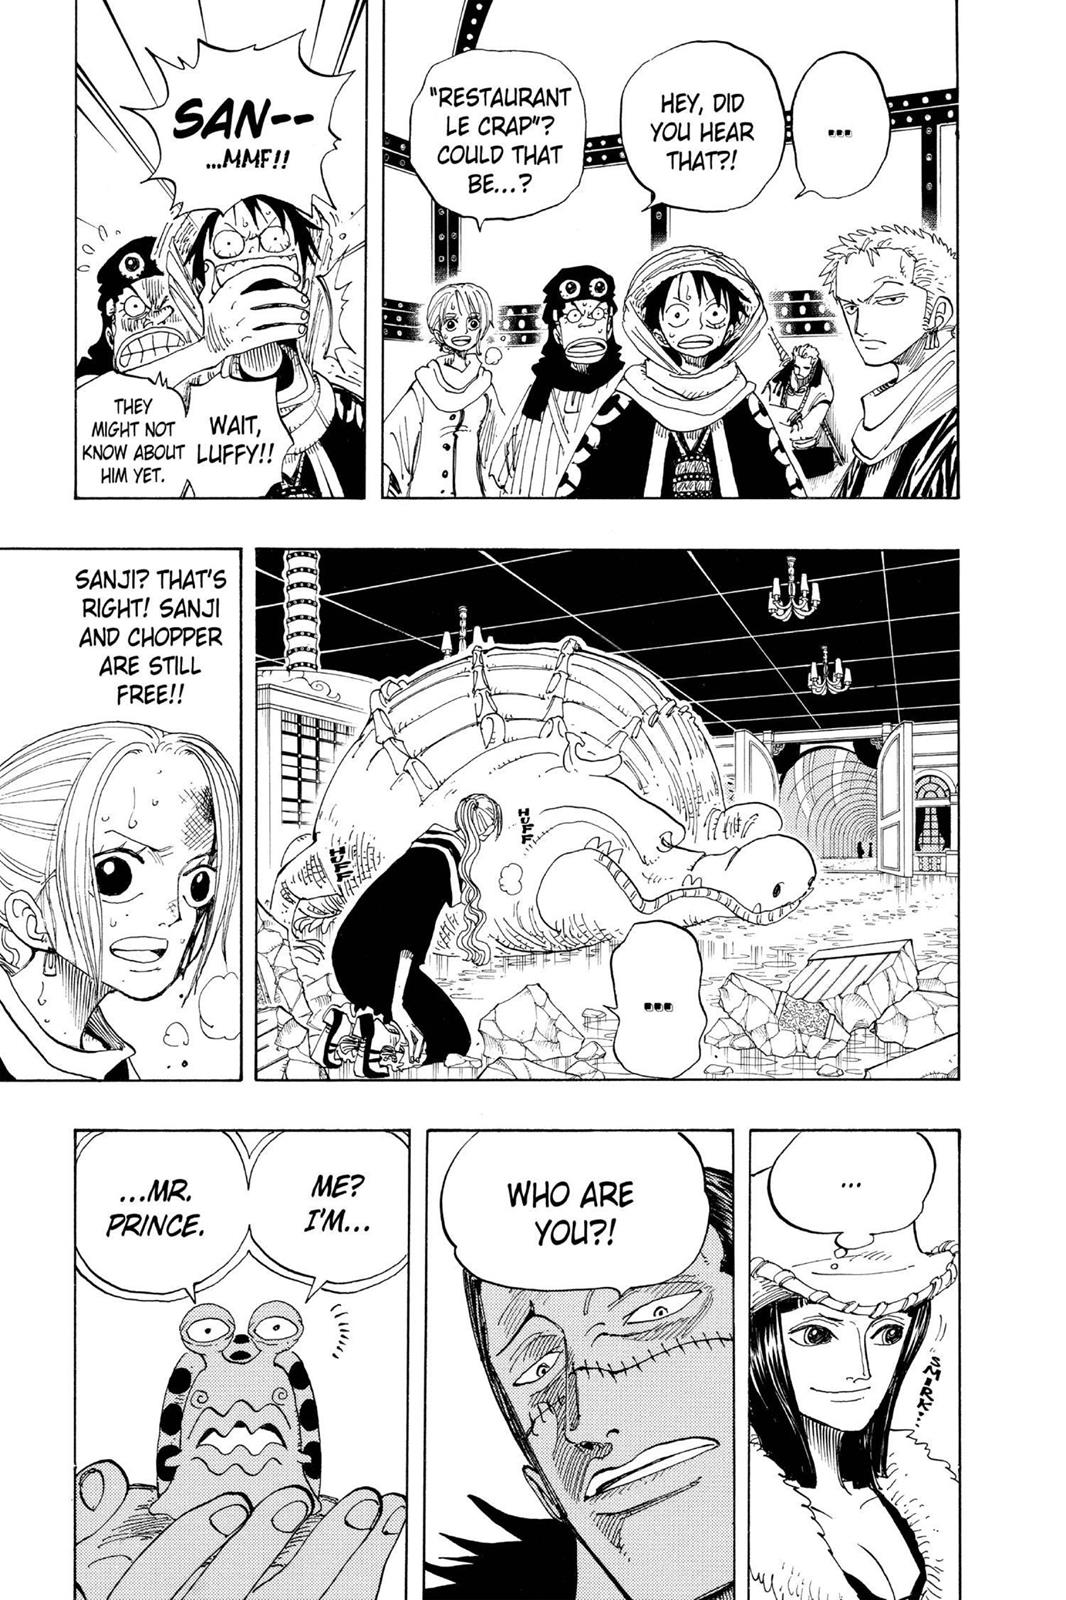 ...
HEY, DID
YOU HEAR
THAT?!
"RESTAURANT
LE CRAP"?
COULD THAT
BE...?
SAN--
...MMF!!
WAIT,
LUFFY!!
THEY
MIGHT NOT
KNOW ABOUT
HIM YET.
HUFF
HUFF
...
SANJI? THAT'S
RIGHT! SANJI
AND CHOPPER
ARE STILL
FREE!!
...
SMIRK...
WHO ARE
YOU?!
ME?
I'M...
...MR.
PRINCE.